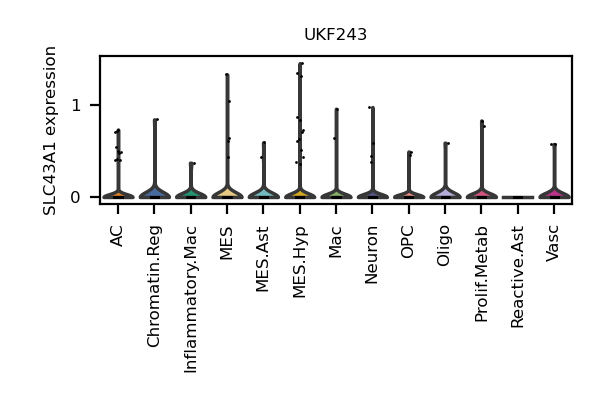 UKF243
SLC43A1 expression
1
0
AC
Chromatin.Reg
Inflammatory.Mac
MES
MES.Ast
MES.Hyp
Mac
Neuron
OPC
Oligo
Prolif.Metab
Reactive.Ast
Vasc